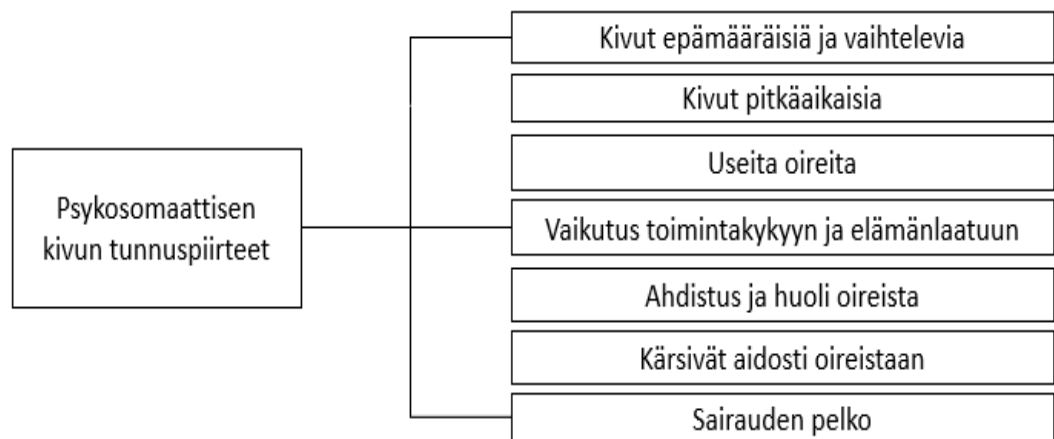 Kivut epämääräisiä ja vaihtelevia
Kivut pitkäaikaisia
Useita oireita
Psykosomaattisen
kivun tunnuspiirteet
Vaikutus toimintakykyyn ja elämänlaatuun
Ahdistus ja huoli oireista
Kärsivät aidosti oireistaan
Sairauden pelko